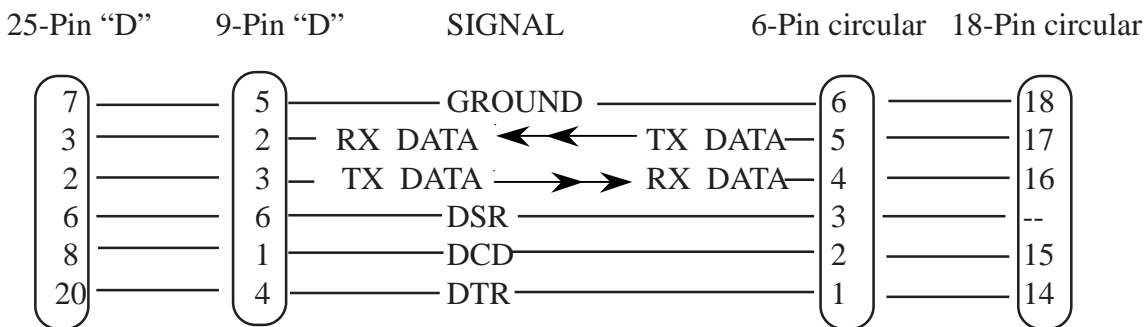 25-Pin “D” 9-Pin “D” SIGNAL 6-Pin circular 18-Pin circular
7 5 GROUND 6 18
3 2 RX DATA TX DATA 5 17
2 3 TX DATA RX DATA 4 16
6 6 DSR 3 --
8 1 DCD 2 15
20 4 DTR 1 14